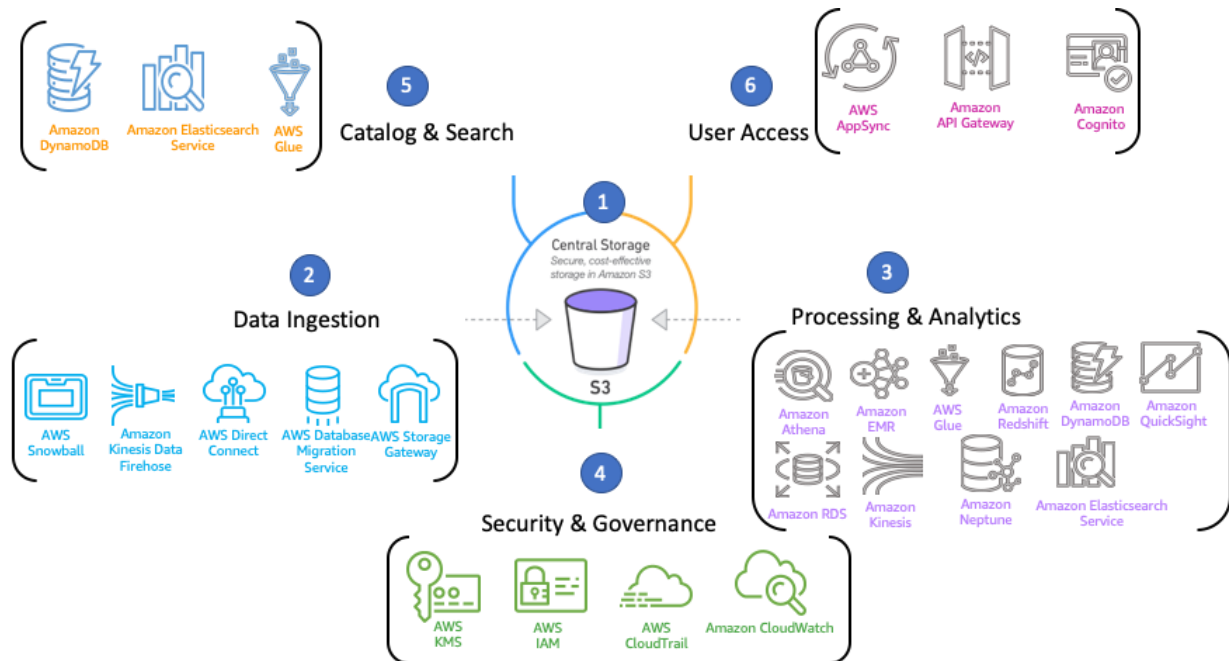 5
Catalog & Search
Amazon
DynamoDB
Amazon Elasticsearch
Service
AWS
Glue
6
User Access
AWS
AppSync
Amazon
API Gateway
Amazon
Cognito
1
Central Storage
Secure, cost-effective
storage in Amazon S3
S3
2
Data Ingestion
AWS
Snowball
Amazon
Kinesis Data
Firehose
AWS Direct
Connect
AWS Database
Migration
Service
AWS Storage
Gateway
3
Processing & Analytics
Amazon
Athena
Amazon
EMR
AWS
Glue
Amazon
Redshift
Amazon
DynamoDB
Amazon
QuickSight
Amazon RDS
Amazon
Kinesis
Amazon
Neptune
Amazon Elasticsearch
Service
4
Security & Governance
AWS
KMS
AWS
IAM
AWS
CloudTrail
Amazon CloudWatch